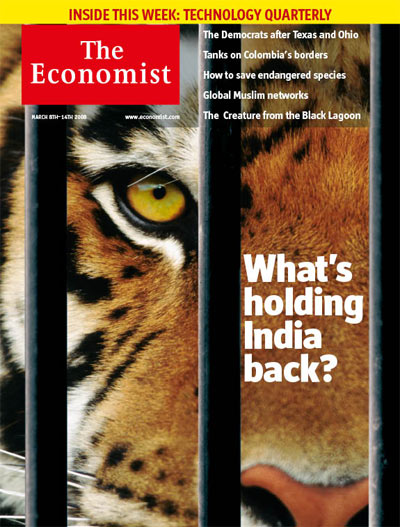 INSIDE THIS WEEK: TECHNOLOGY QUARTERLY
The
Economist
MARCH 8TH–14TH 2008
www.economist.com
The Democrats after Texas and Ohio
Tanks on Colombia's borders
How to save endangered species
Global Muslim networks
The Creature from the Black Lagoon
What's
holding
India
back?